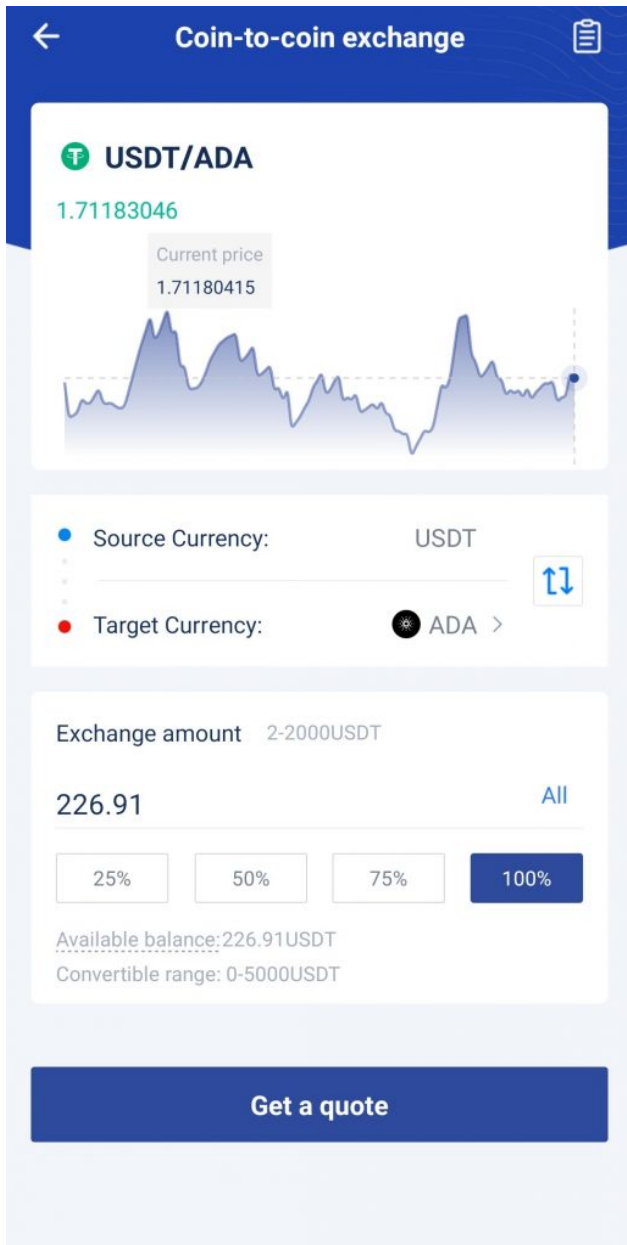 Coin-to-coin exchange
USDT/ADA
1.71183046
Current price
1.71180415
Source Currency: USDT
Target Currency: ADA >
Exchange amount 2-2000USDT
226.91 All
25% 50% 75% 100%
Available balance:226.91USDT
Convertible range: 0-5000USDT
Get a quote